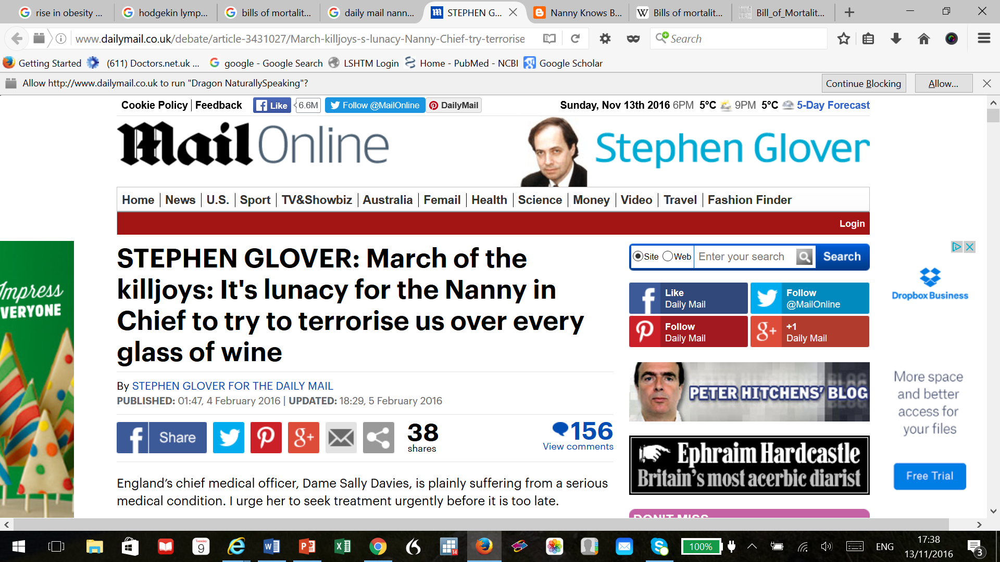 rise in obesity ...
hodgekin lymp...
bills of mortalit...
daily mail nann...
STEPHEN G...
Nanny Knows B...
W Bills of mortalit...
Bill_of_Mortalit...
www.dailymail.co.uk/debate/article-3431027/March-killjoys-s-lunacy-Nanny-Chief-try-terrorise
Search
Getting Started
(611) Doctors.net.uk ...
google - Google Search
LSHTM Login
Home - PubMed - NCBI
Google Scholar
Allow http://www.dailymail.co.uk to run "Dragon NaturallySpeaking"?
Continue Blocking
Allow...
Cookie Policy | Feedback
Like
6.6M
Follow @MailOnline
DailyMail
Sunday, Nov 13th 2016 6PM 5°C 9PM 5°C 5-Day Forecast
Mail Online
Stephen Glover
Home | News | U.S. | Sport | TV&Showbiz | Australia | Femail | Health | Science | Money | Video | Travel | Fashion Finder
Login
STEPHEN GLOVER: March of the
killjoys: It's lunacy for the Nanny in
Chief to try to terrorise us over every
glass of wine
By STEPHEN GLOVER FOR THE DAILY MAIL
PUBLISHED: 01:47, 4 February 2016 | UPDATED: 18:29, 5 February 2016
Share
38
shares
156
View comments
England's chief medical officer, Dame Sally Davies, is plainly suffering from a serious
medical condition. I urge her to seek treatment urgently before it is too late.
Site Web Enter your search Search
Like
Daily Mail
Follow
@MailOnline
Follow
Daily Mail
g+ +1
Daily Mail
PETER HITCHENS' BLOG
Ephraim Hardcastle
Britain's most acerbic diarist
DON'T MISS
Impress
VERYONE
Dropbox Business
More space
and better
access for
your files
Free Trial
Tuesday
9
14
100%
ENG
17:38
13/11/2016
3